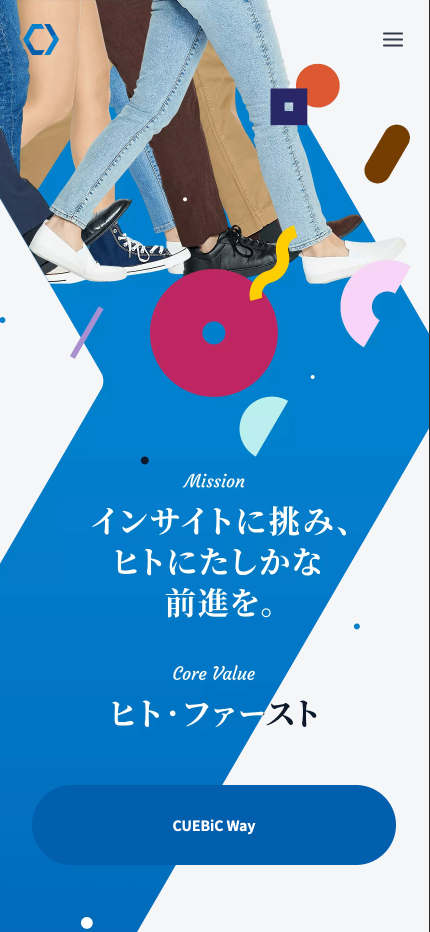 Mission
インサイトに挑み、
ヒトにたしかな
前進を。
Core Value
ヒト・ファースト
CUEBiC Way